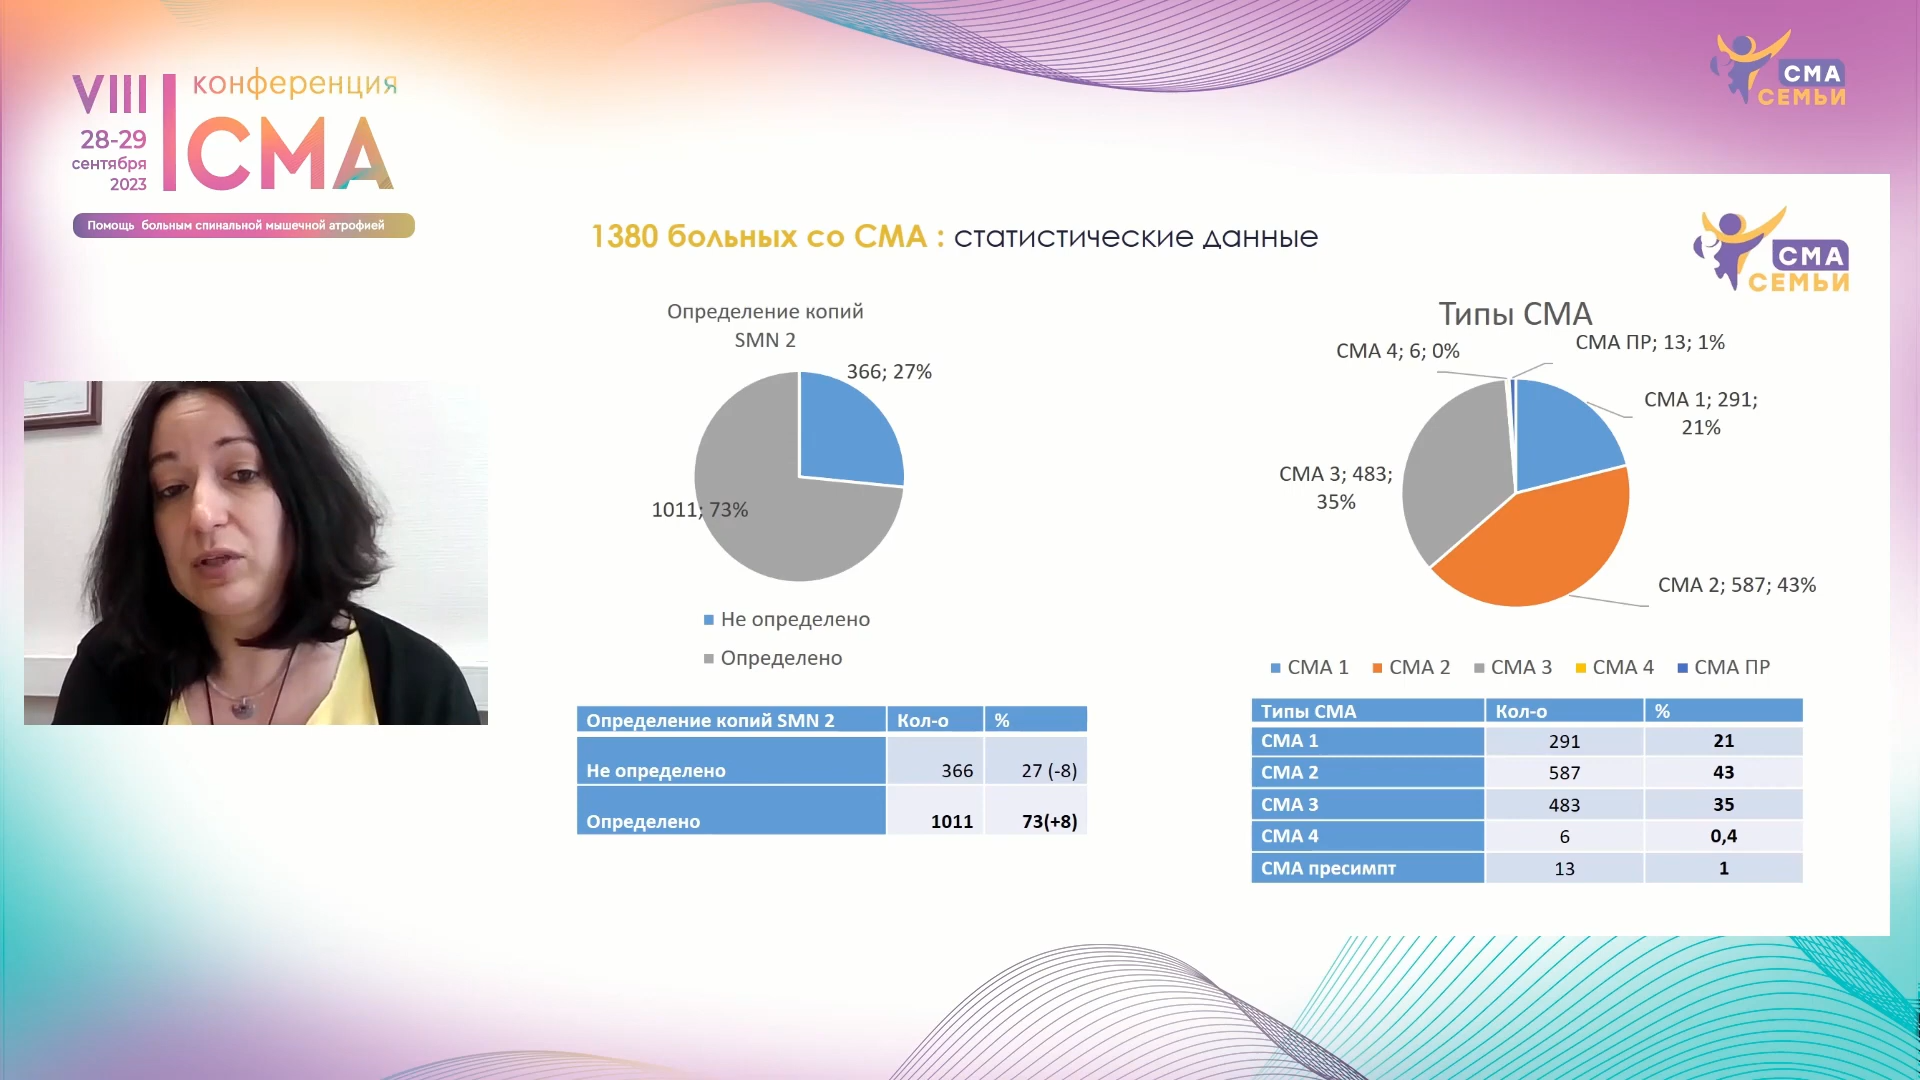 VIII
28-29
сентября
2023
конференция
СМА
Помощь больным спинальной мышечной атрофией
СМА
СЕМЬИ
1380 больных со СМА : статистические данные
СМА
СЕМЬИ
Определение копий
SMN 2
366; 27%
1011; 73%
Не определено
Определено
Определение копий SMN 2 Кол-о %
Не определено 366 27 (-8)
Определено 1011 73(+8)
Типы СМА
СМА 4; 6; 0%
СМА ПР; 13; 1%
СМА 1; 291;
21%
СМА 3; 483;
35%
СМА 2; 587; 43%
СМА 1 СМА 2 СМА 3 СМА 4 СМА ПР
Типы СМА Кол-о %
СМА 1 291 21
СМА 2 587 43
СМА 3 483 35
СМА 4 6 0,4
СМА пресимпт 13 1